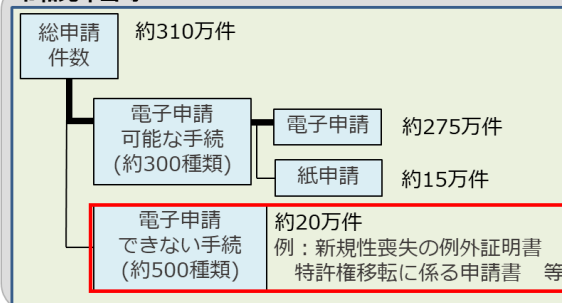 総申請
件数
約310万件
電子申請
可能な手続
(約300種類)
電子申請
約275万件
紙申請
約15万件
電子申請
できない手続
(約500種類)
約20万件
例：新規性喪失の例外証明書
特許権移転に係る申請書 等